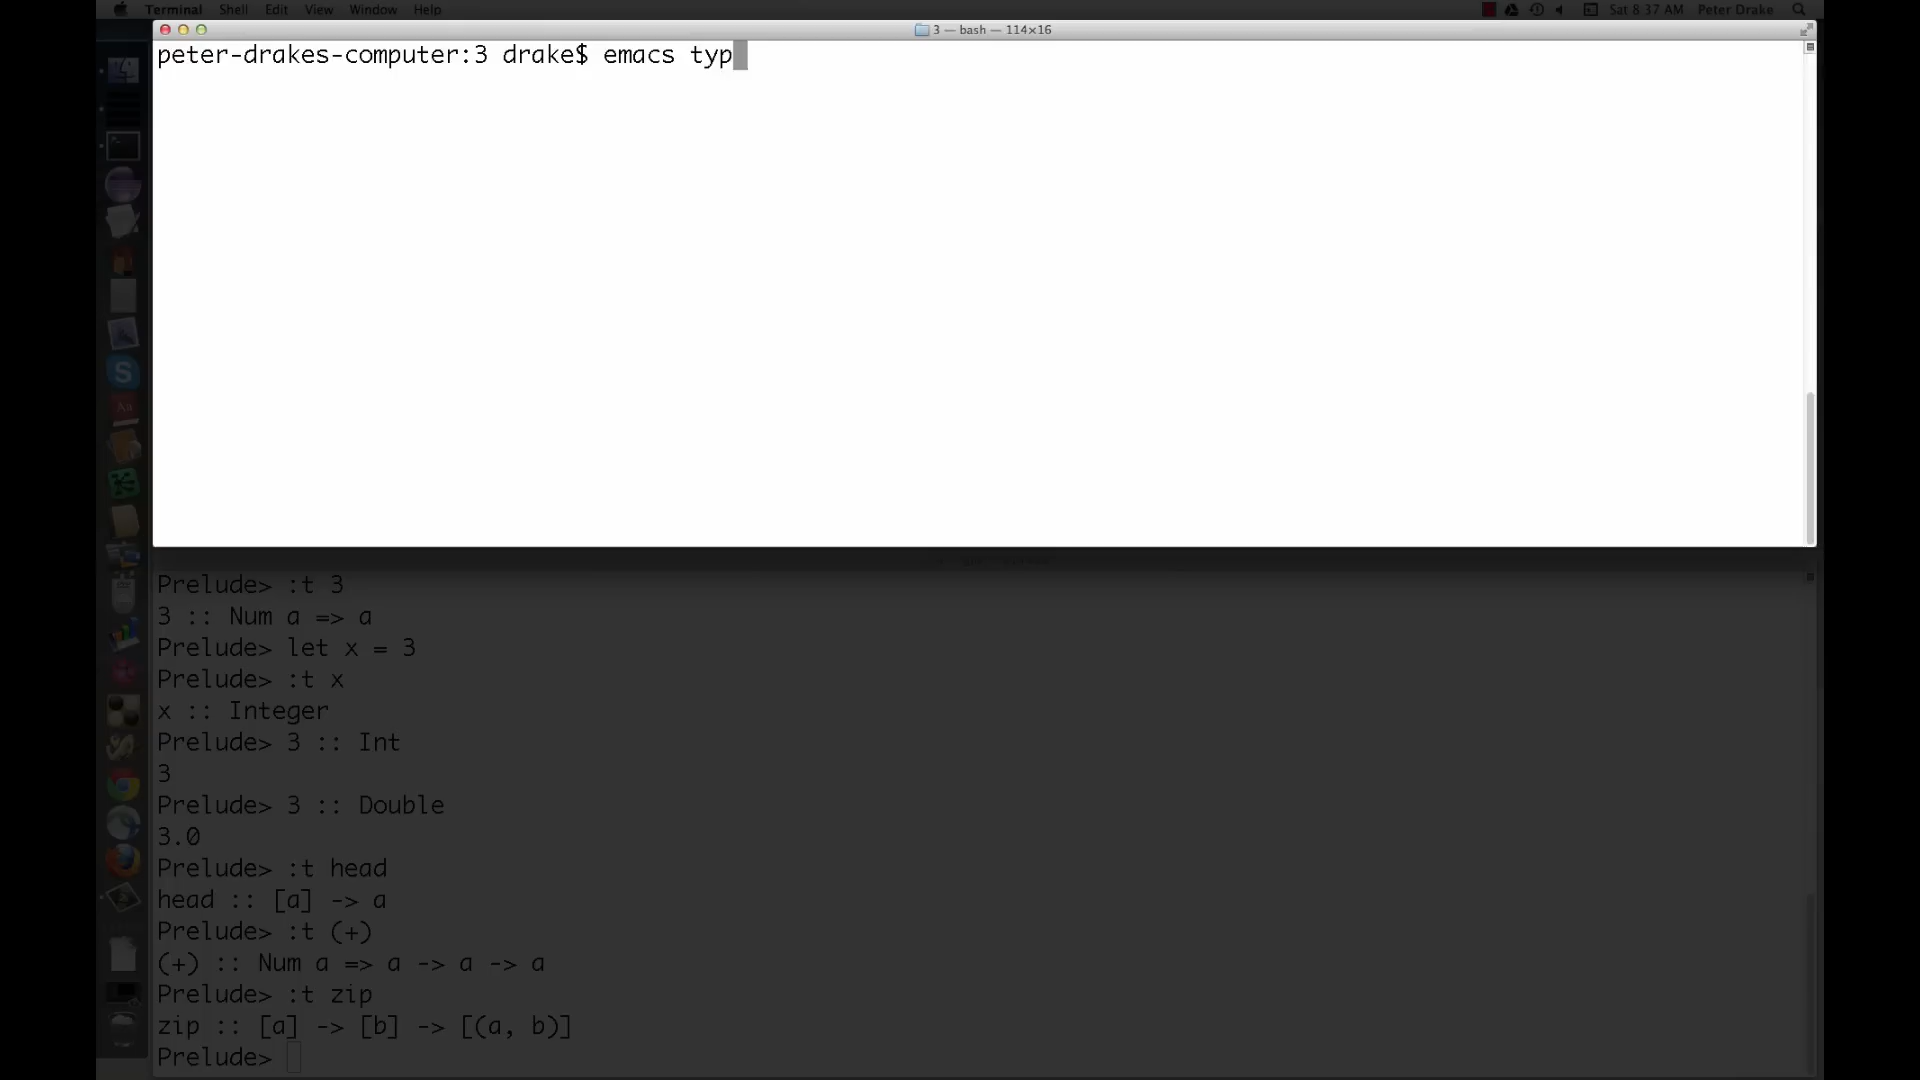 Terminal Shell Edit View Window Help Sat 8:37 AM Peter Drake
3 — bash — 114×16
peter-drakes-computer:3 drake$ emacs typ
Prelude> :t 3
3 :: Num a => a
Prelude> let x = 3
Prelude> :t x
x :: Integer
Prelude> 3 :: Int
3
Prelude> 3 :: Double
3.0
Prelude> :t head
head :: [a] -> a
Prelude> :t (+)
(+) :: Num a => a -> a -> a
Prelude> :t zip
zip :: [a] -> [b] -> [(a, b)]
Prelude>